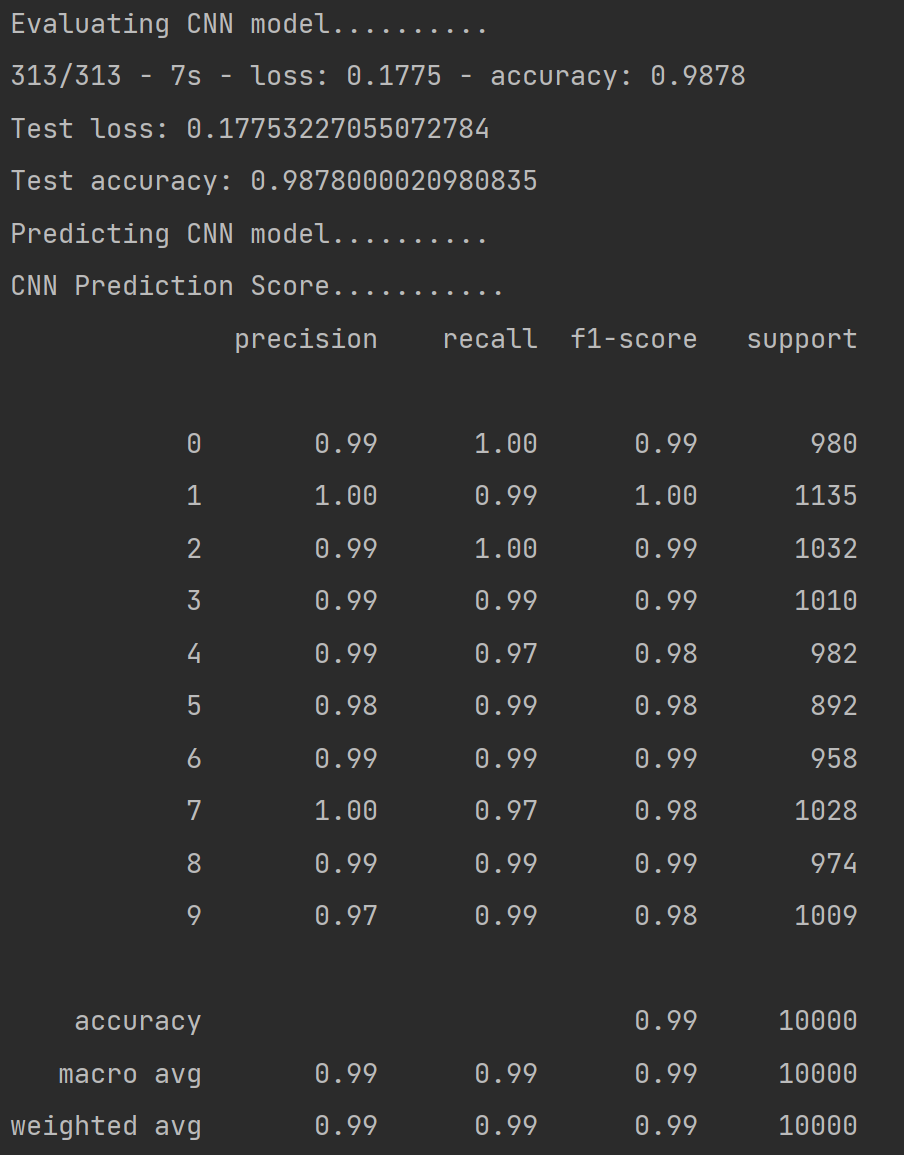 Evaluating CNN model..........
313/313 - 7s - loss: 0.1775 - accuracy: 0.9878
Test loss: 0.17753227055072784
Test accuracy: 0.9878000020980835
Predicting CNN model..........
CNN Prediction Score...........
precision recall f1-score support
0 0.99 1.00 0.99 980
1 1.00 0.99 1.00 1135
2 0.99 1.00 0.99 1032
3 0.99 0.99 0.99 1010
4 0.99 0.97 0.98 982
5 0.98 0.99 0.98 892
6 0.99 0.99 0.99 958
7 1.00 0.97 0.98 1028
8 0.99 0.99 0.99 974
9 0.97 0.99 0.98 1009
accuracy 0.99 10000
macro avg 0.99 0.99 0.99 10000
weighted avg 0.99 0.99 0.99 10000